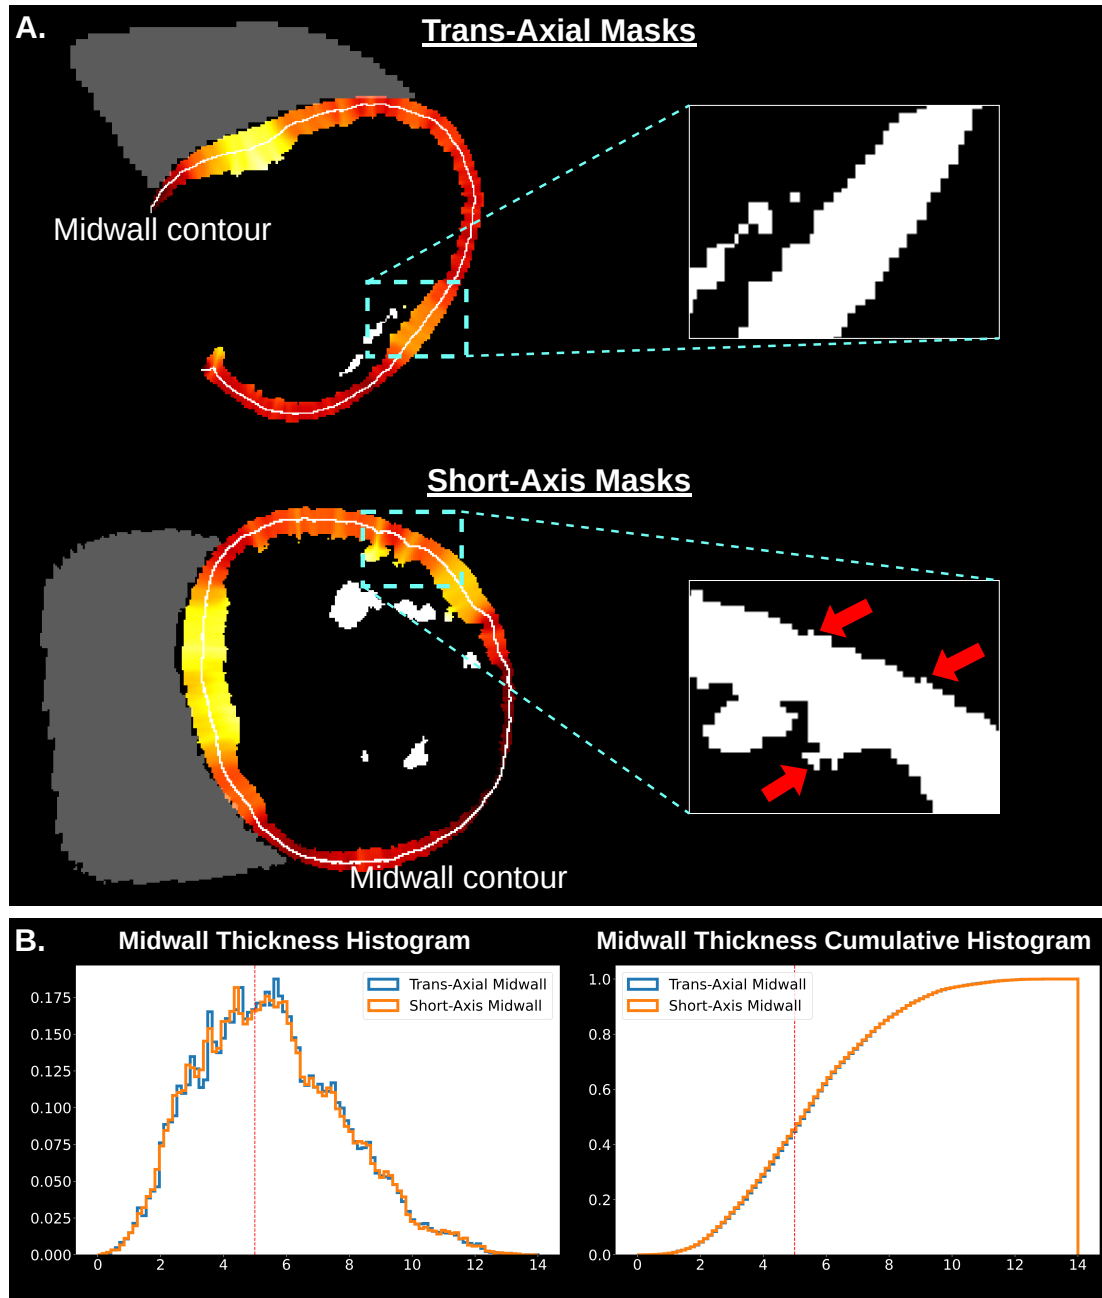 A.
Trans-Axial Masks
Midwall contour
Short-Axis Masks
Midwall contour
B.
Midwall Thickness Histogram
Trans-Axial Midwall
Short-Axis Midwall
0.175
0.150
0.125
0.100
0.075
0.050
0.025
0.000
0 2 4 6 8 10 12 14
Midwall Thickness Cumulative Histogram
Trans-Axial Midwall
Short-Axis Midwall
1.0
0.8
0.6
0.4
0.2
0.0
0 2 4 6 8 10 12 14